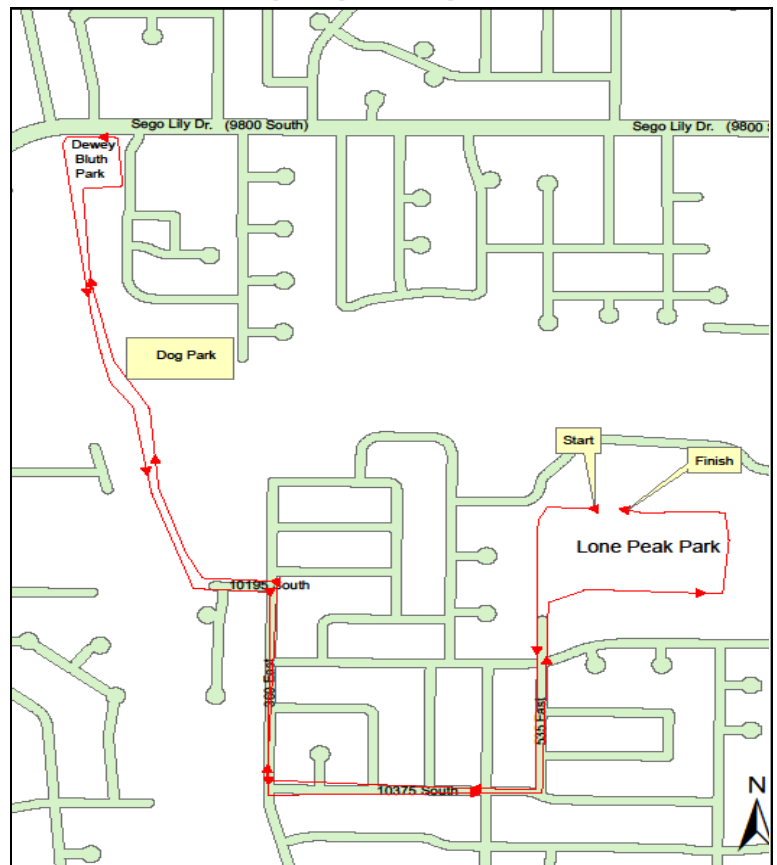 Sego Lily Dr. (9800 South)
Sego Lily Dr. (9800
Dewey
Bluth
Park
Dog Park
Start
Finish
Lone Peak Park
10195 South
300 East
535 East
10375 South
N